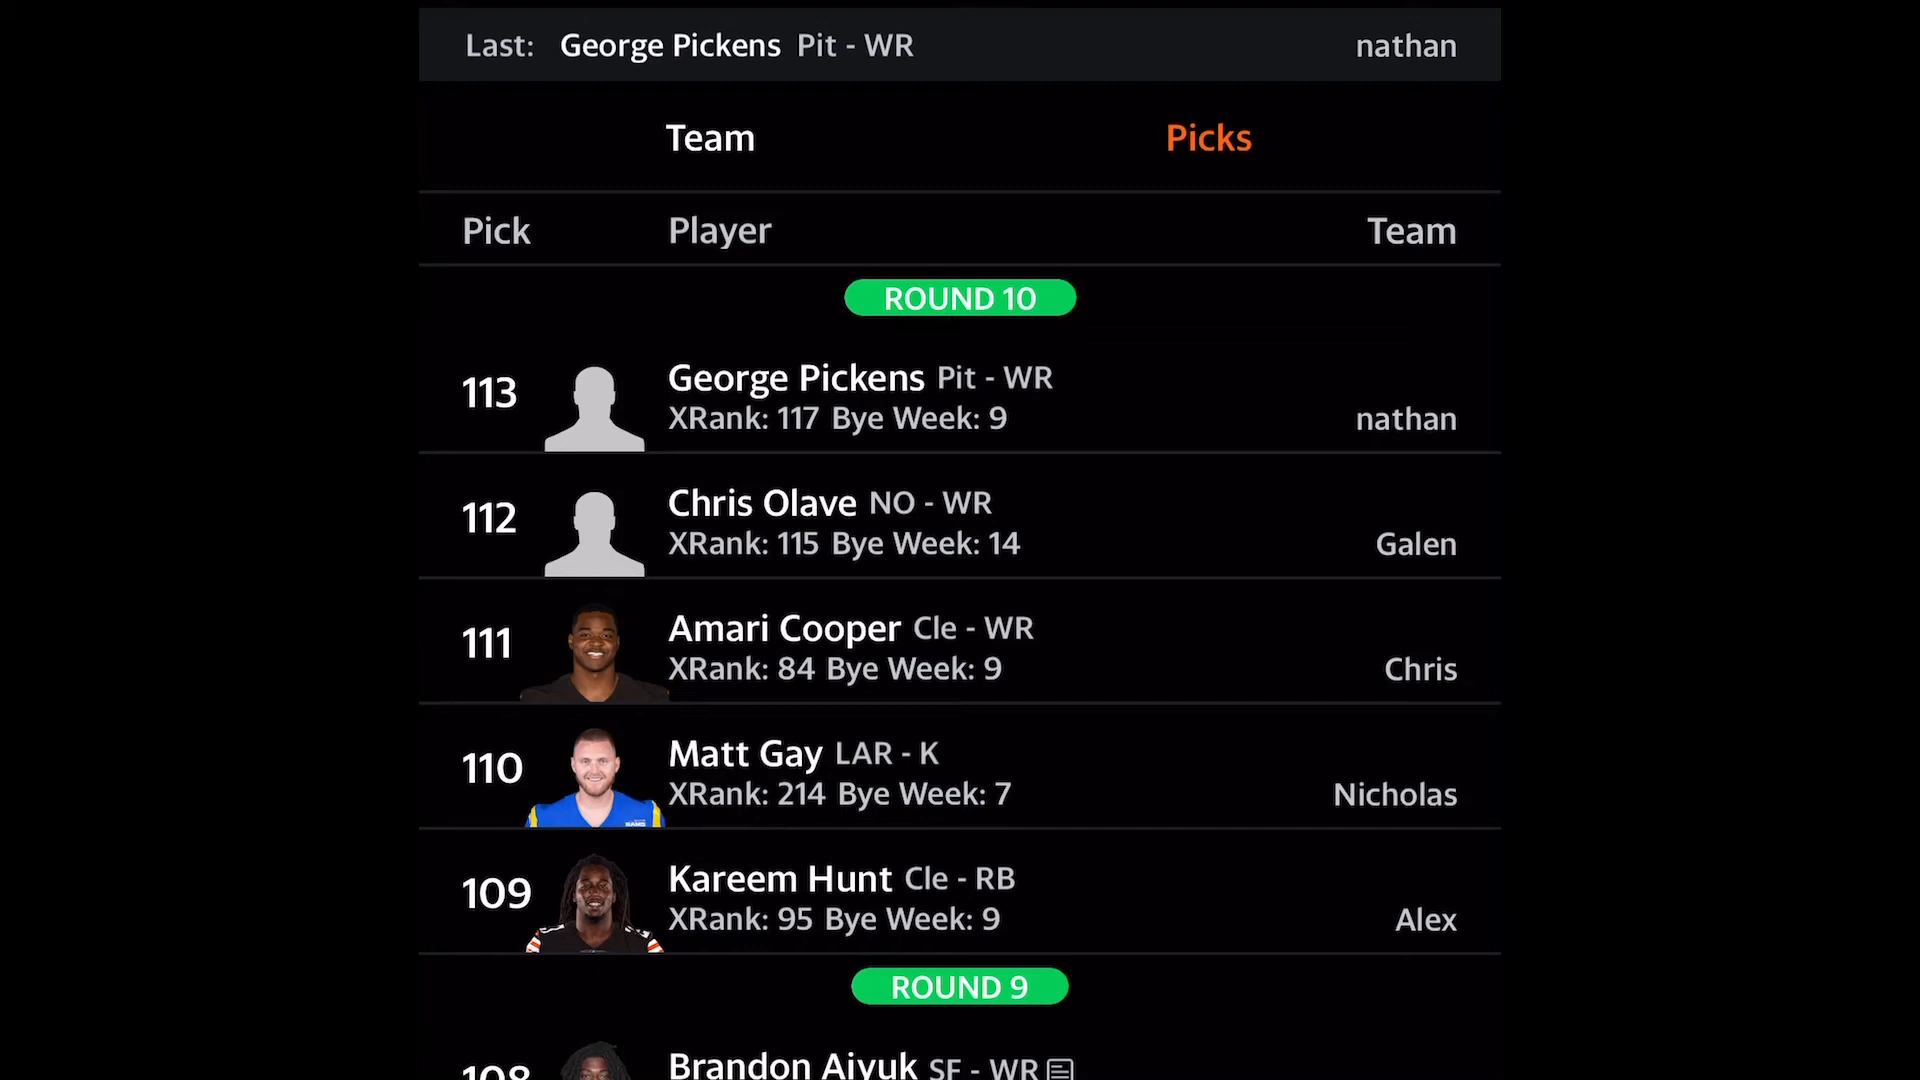 Last: George Pickens Pit - WR nathan
Team Picks
Pick Player Team
ROUND 10
113 George Pickens Pit - WR
XRank: 117 Bye Week: 9 nathan
112 Chris Olave NO - WR
XRank: 115 Bye Week: 14 Galen
111 Amari Cooper Cle - WR
XRank: 84 Bye Week: 9 Chris
110 Matt Gay LAR - K
XRank: 214 Bye Week: 7 Nicholas
109 Kareem Hunt Cle - RB
XRank: 95 Bye Week: 9 Alex
ROUND 9
108 Brandon Aiyuk SF - WR